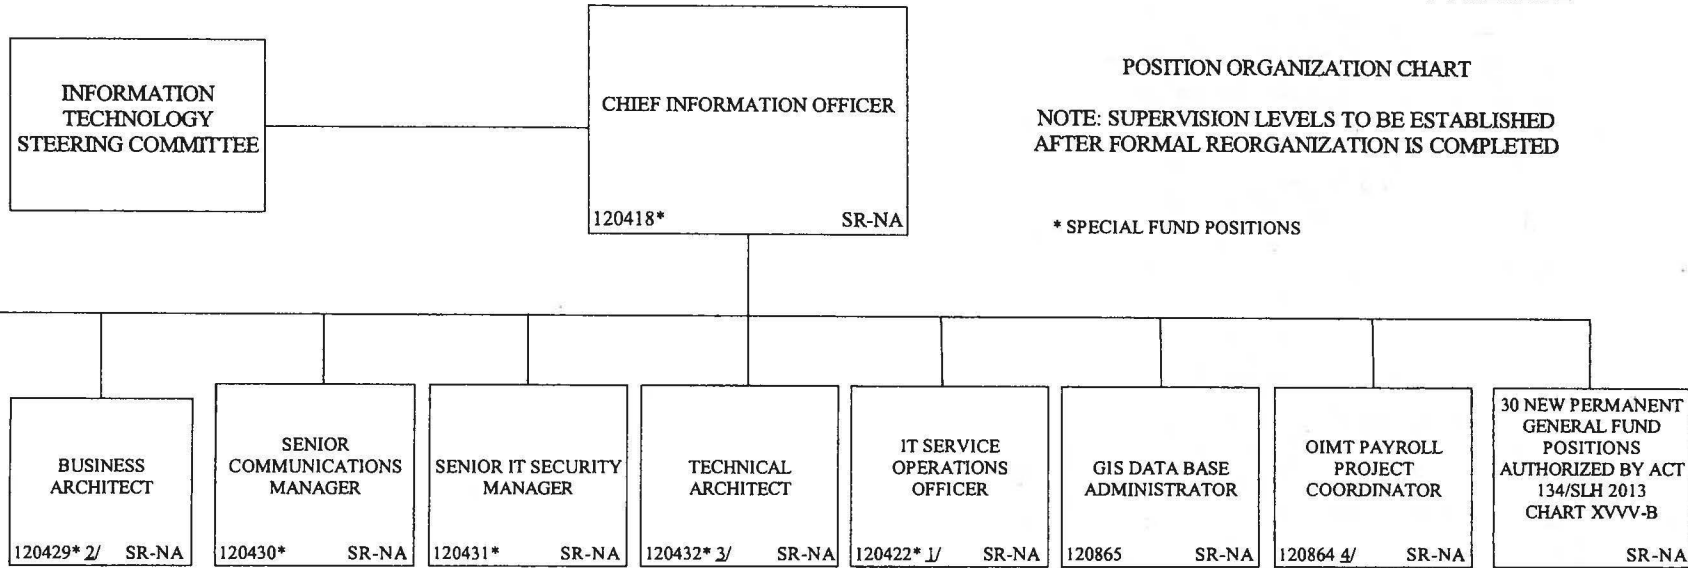 INFORMATION
TECHNOLOGY
STEERING COMMITTEE
CHIEF INFORMATION OFFICER
120418* SR-NA
POSITION ORGANIZATION CHART
NOTE: SUPERVISION LEVELS TO BE ESTABLISHED
AFTER FORMAL REORGANIZATION IS COMPLETED
* SPECIAL FUND POSITIONS
BUSINESS
ARCHITECT
120429* 2/ SR-NA
SENIOR
COMMUNICATIONS
MANAGER
120430* SR-NA
SENIOR IT SECURITY
MANAGER
120431* SR-NA
TECHNICAL
ARCHITECT
120432* 3/ SR-NA
IT SERVICE
OPERATIONS
OFFICER
120422* 1/ SR-NA
GIS DATA BASE
ADMINISTRATOR
120865 SR-NA
OIMT PAYROLL
PROJECT
COORDINATOR
120864 4/ SR-NA
30 NEW PERMANENT
GENERAL FUND
POSITIONS
AUTHORIZED BY ACT
134/SLH 2013
CHART XVVV-B
SR-NA